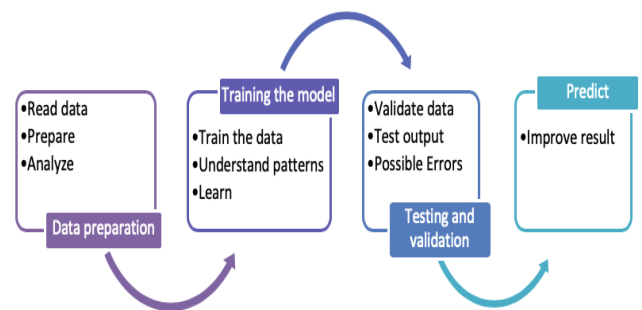 •Read data
•Prepare
•Analyze
Data preparation
Training the model
•Train the data
•Understand patterns
•Learn
•Validate data
•Test output
•Possible Errors
Testing and
validation
Predict
•Improve result